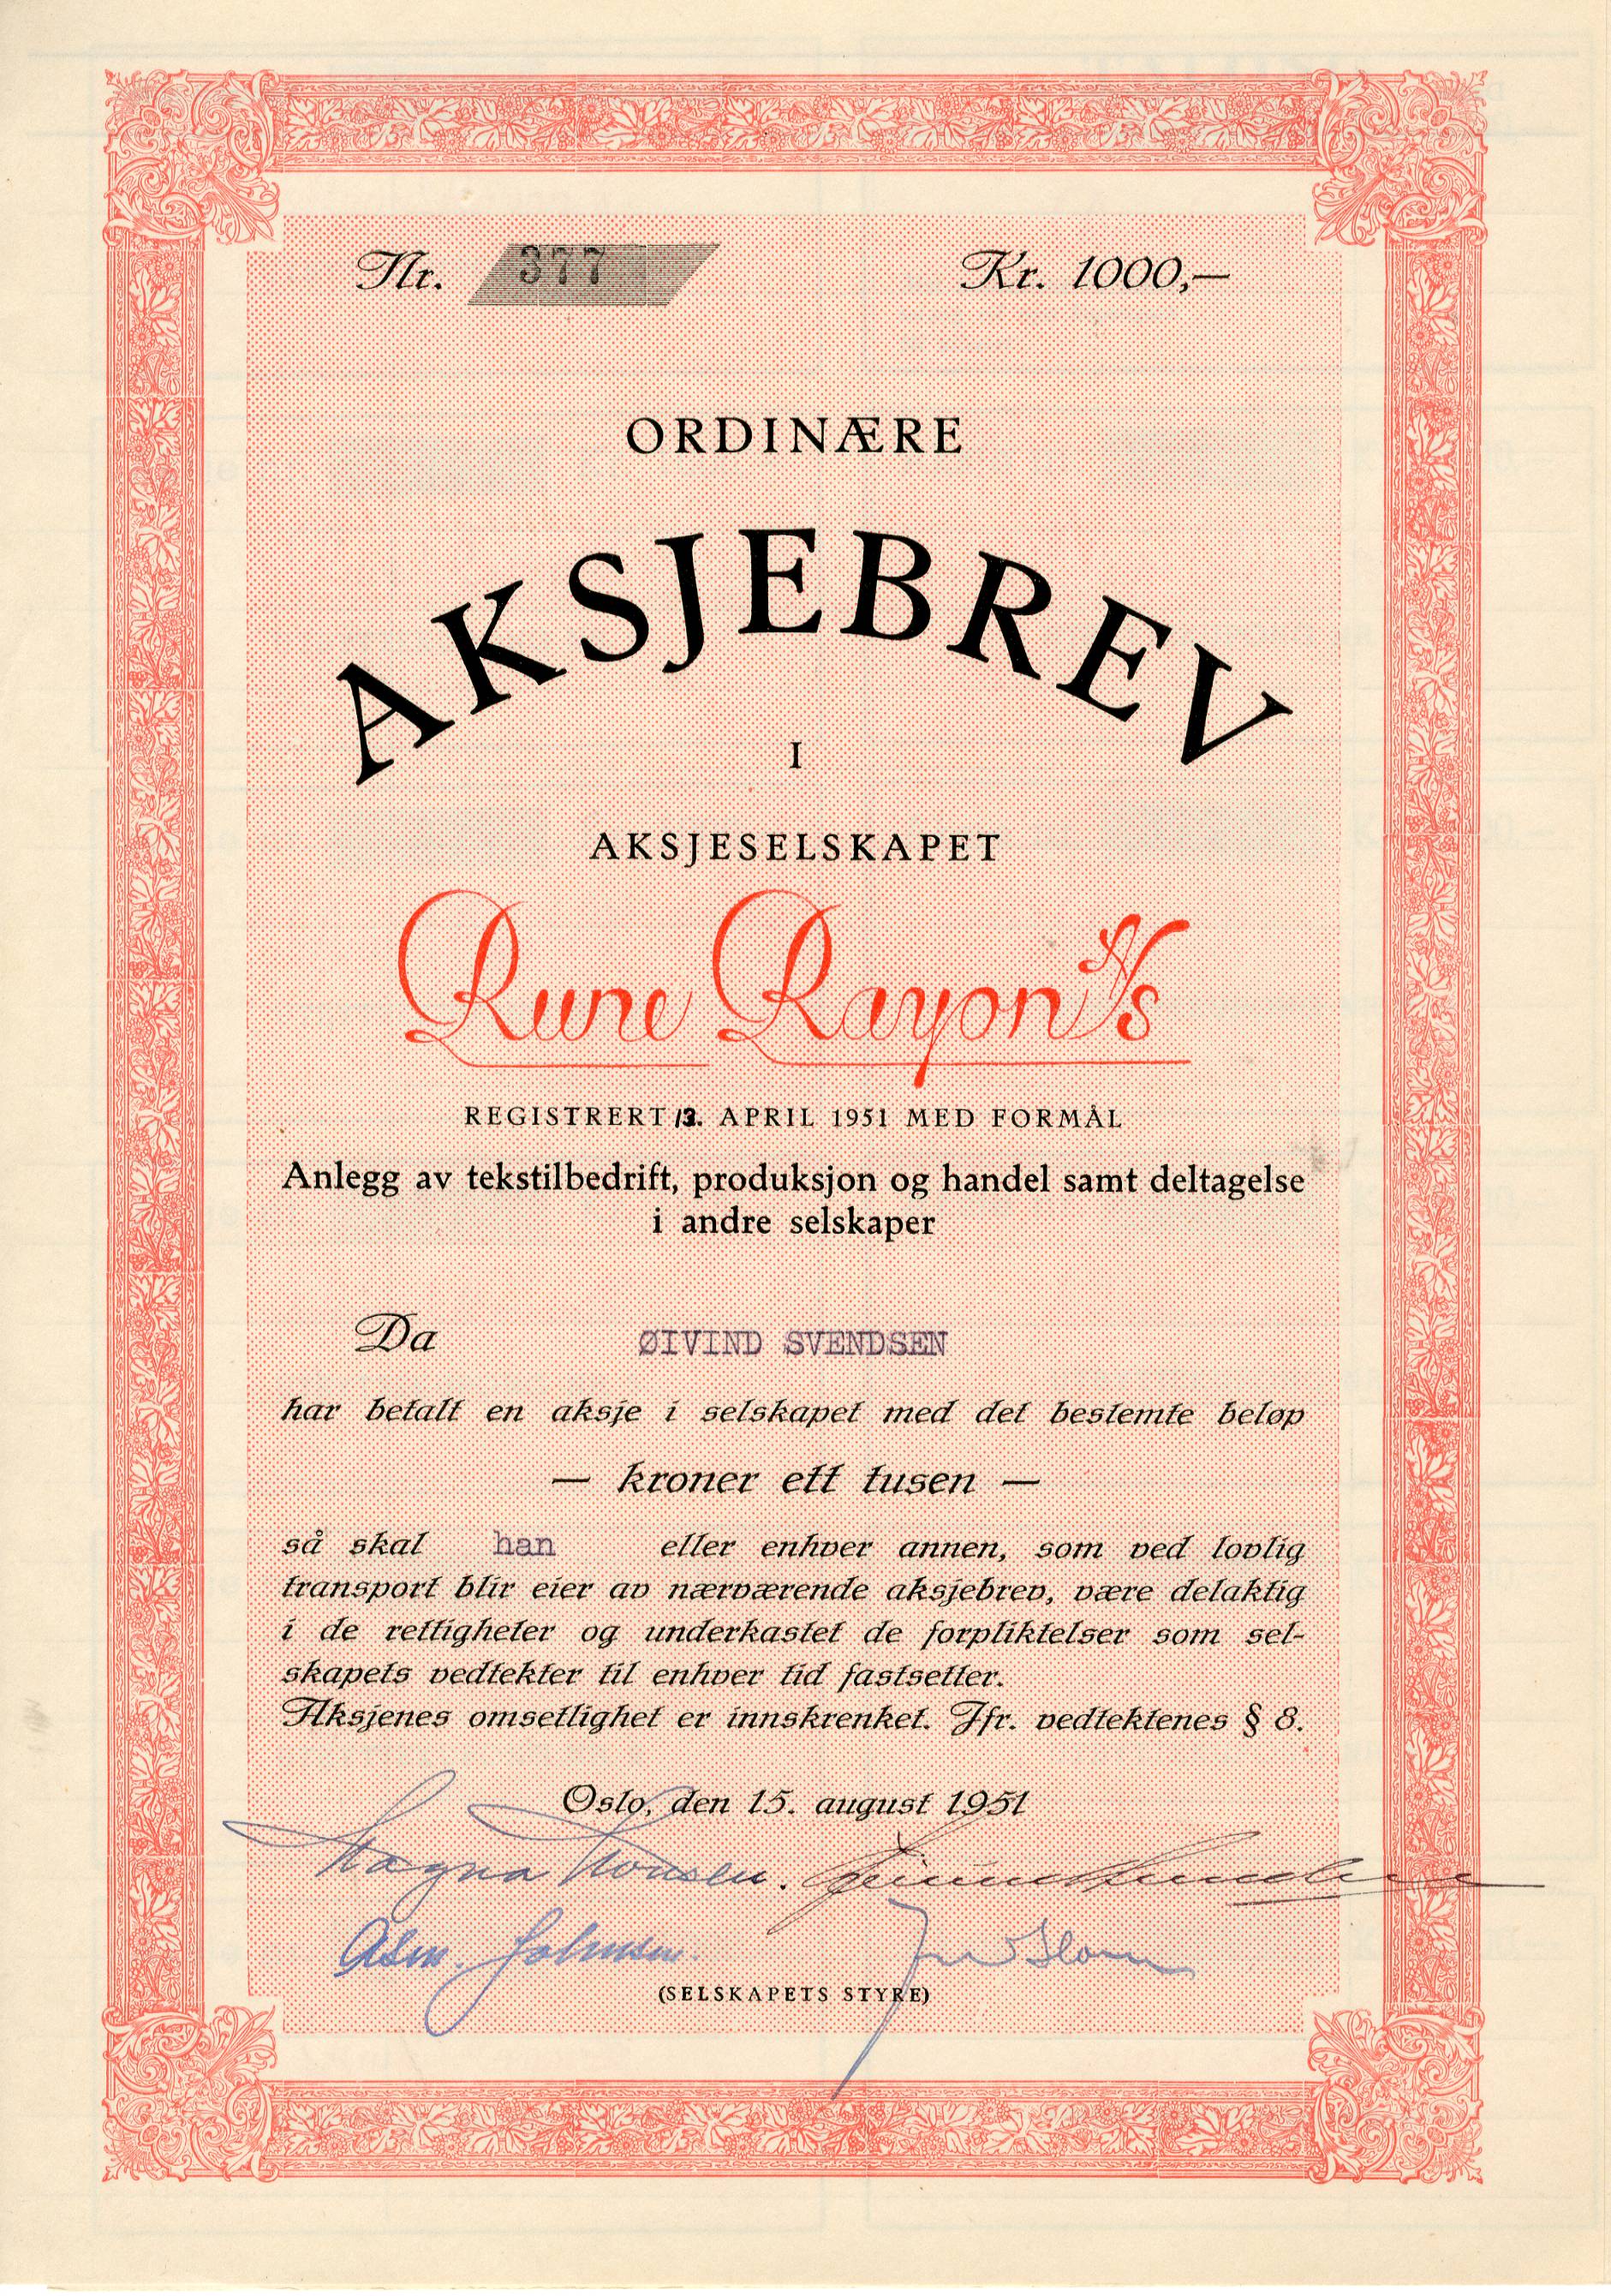 Nr. 377 Kr. 1000,—
ORDINÆRE
AKSJEBREV
I
AKSJESELSKAPET
Rune Rayon A/S
REGISTRERT 13. APRIL 1951 MED FORMÅL
Anlegg av tekstilbedrift, produksjon og handel samt deltagelse
i andre selskaper
Da ØIVIND SVENDSEN
har betalt en aksje i selskapet med det bestemte beløp
— kroner ett tusen —
så skal han eller enhver annen, som ved lovlig
transport blir eier av nærværende aksjebrev, være delaktig
i de rettigheter og underkastet de forpliktelser som sel-
skapets vedtekter til enhver tid fastsetter.
Aksjenes omsetlighet er innskrenket. Jfr. vedtektenes § 8.
Oslo, den 15. august 1951
Johnsen.
(SELSKAPETS STYRE)